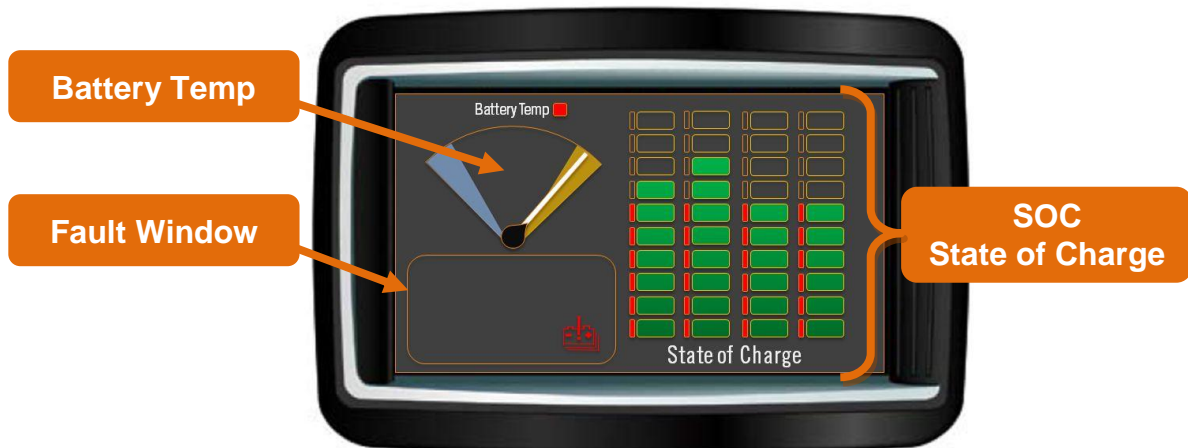 Battery Temp
Battery Temp
Fault Window
SOC
State of Charge
State of Charge